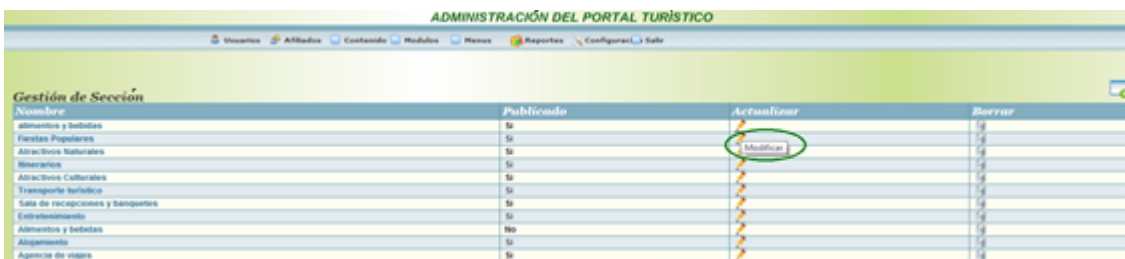 ADMINISTRACIÓN DEL PORTAL TURÍSTICO
Usuarios Afiliados Contenido Modulos Menus Reportes Configuraci Salir
Gestión de Sección
Nombre Publicado Actualizar Borrar
alimentos y bebidas Si
Fiestas Populares Si
Modificar
Atractivos Naturales Si
Itinerarios Si
Atractivos Culturales Si
Transporte turístico Si
Sala de recepciones y banquetes Si
Entretenimiento Si
Alimentos y bebidas No
Alojamiento Si
Agencia de viajes Si